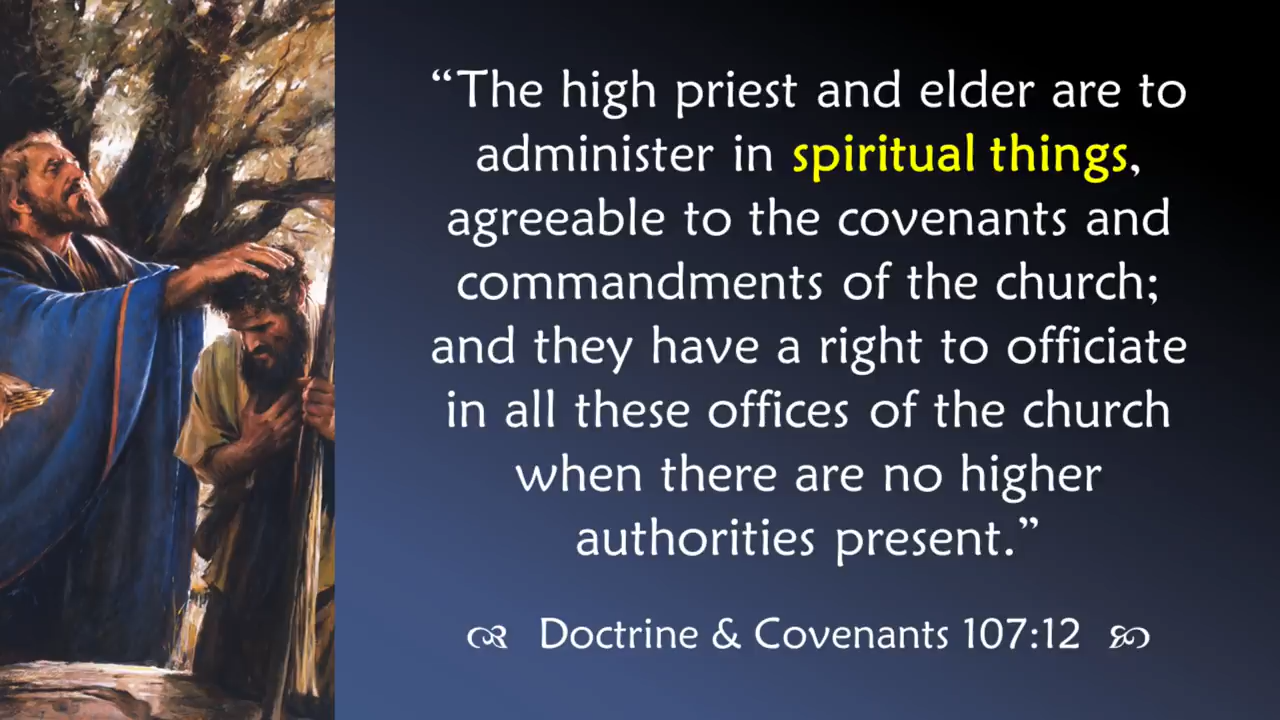 “The high priest and elder are to
administer in spiritual things,
agreeable to the covenants and
commandments of the church;
and they have a right to officiate
in all these offices of the church
when there are no higher
authorities present.”
Doctrine & Covenants 107:12